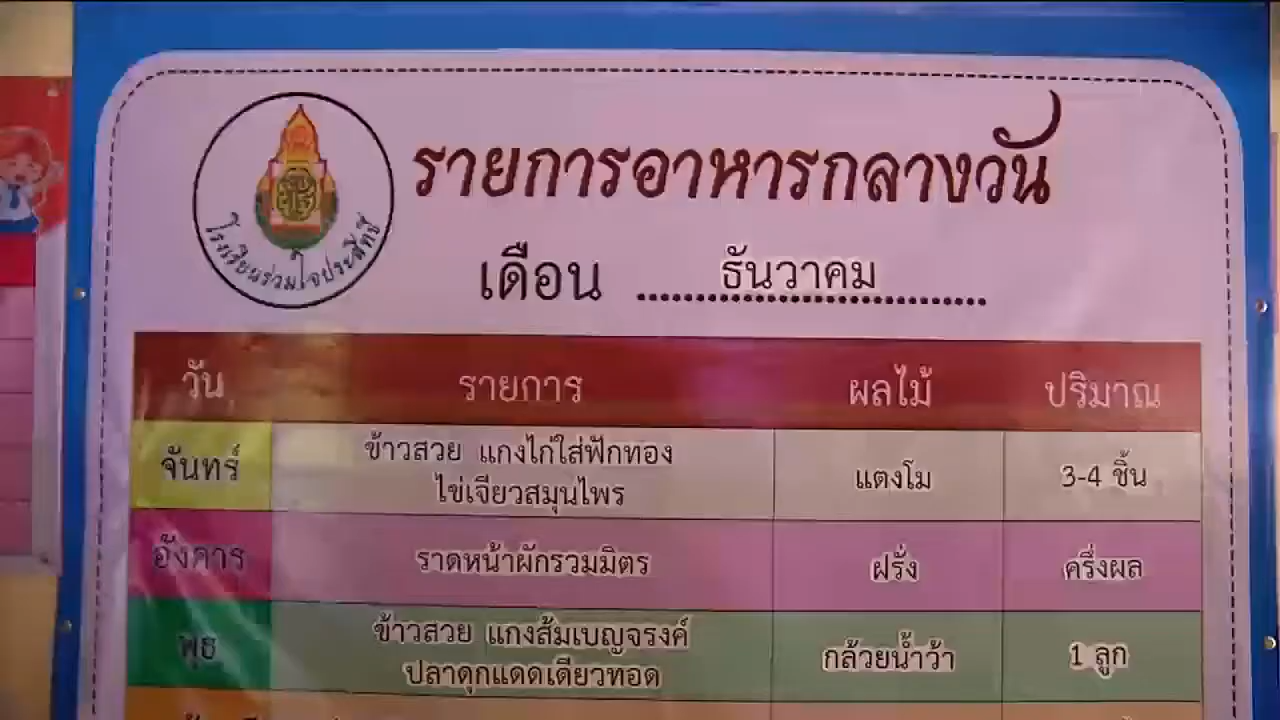 โรงเรียนร่วมใจประสิทธิ์
รายการอาหารกลางวัน
เดือน ธันวาคม
วัน รายการ ผลไม้ ปริมาณ
จันทร์ ข้าวสวย แกงไก่ใส่ฟักทอง แตงโม 3-4 ชิ้น
ไข่เจียวสมุนไพร
อังคาร ราดหน้าผักรวมมิตร ฝรั่ง ครึ่งผล
พุธ ข้าวสวย แกงส้มเบญจรงค์ กล้วยน้ำว้า 1 ลูก
ปลาดุกแดดเดียวทอด